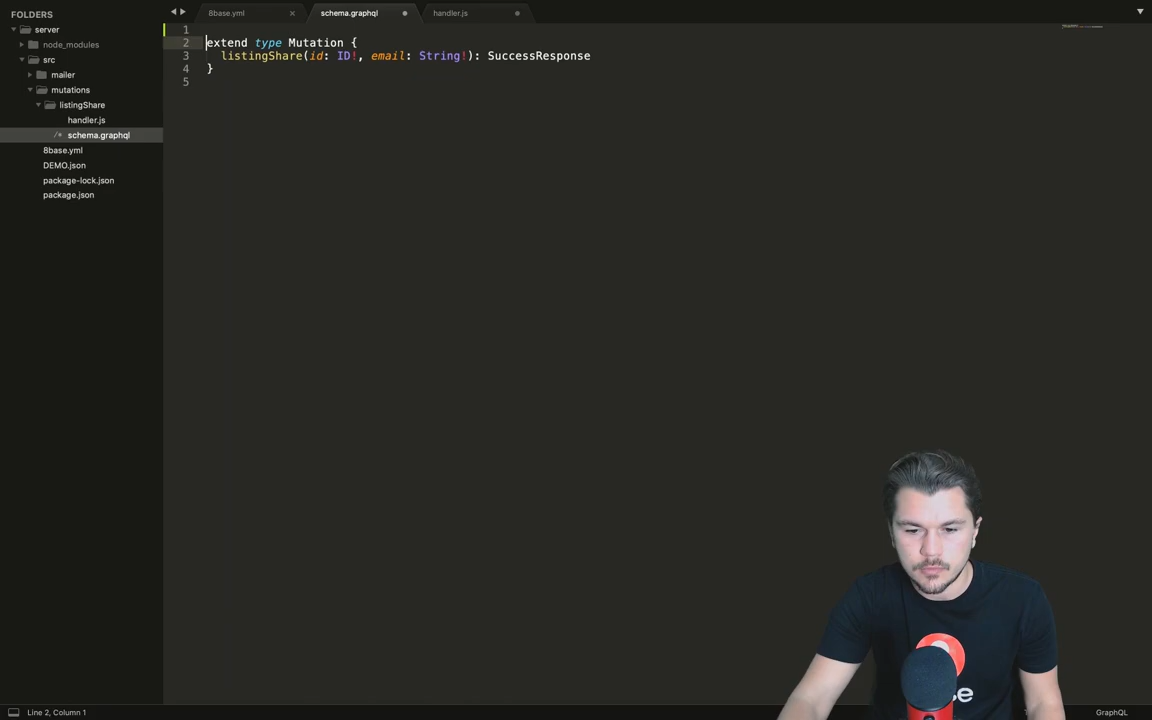 FOLDERS
server
node_modules
src
mailer
mutations
listingShare
handler.js
/* schema.graphql
8base.yml
DEMO.json
package-lock.json
package.json
8base.yml
schema.graphql
handler.js
1
2 extend type Mutation {
3 listingShare(id: ID!, email: String!): SuccessResponse
4 }
5
Line 2, Column 1
GraphQL